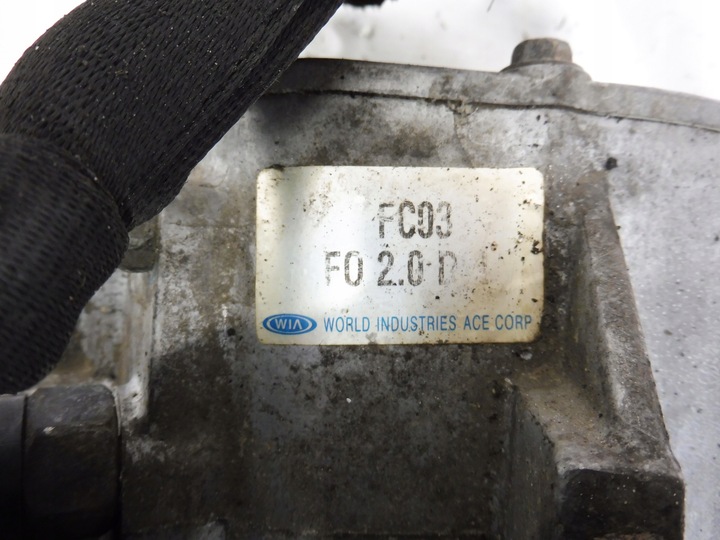 FC03
FO 2.0 D
WIA WORLD INDUSTRIES ACE CORP